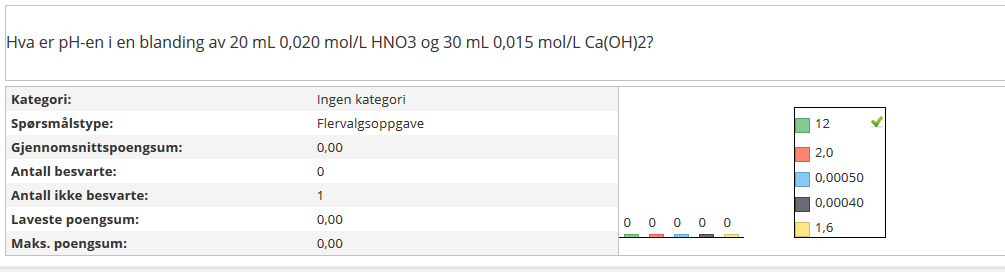 Hva er pH-en i en blanding av 20 mL 0,020 mol/L HNO3 og 30 mL 0,015 mol/L Ca(OH)2?
Kategori: Ingen kategori
Spørsmålstype: Flervalgsoppgave
Gjennomsnittspoengsum: 0,00
Antall besvarte: 0
Antall ikke besvarte: 1
Laveste poengsum: 0,00
Maks. poengsum: 0,00
0 0 0 0 0
12
2,0
0,00050
0,00040
1,6